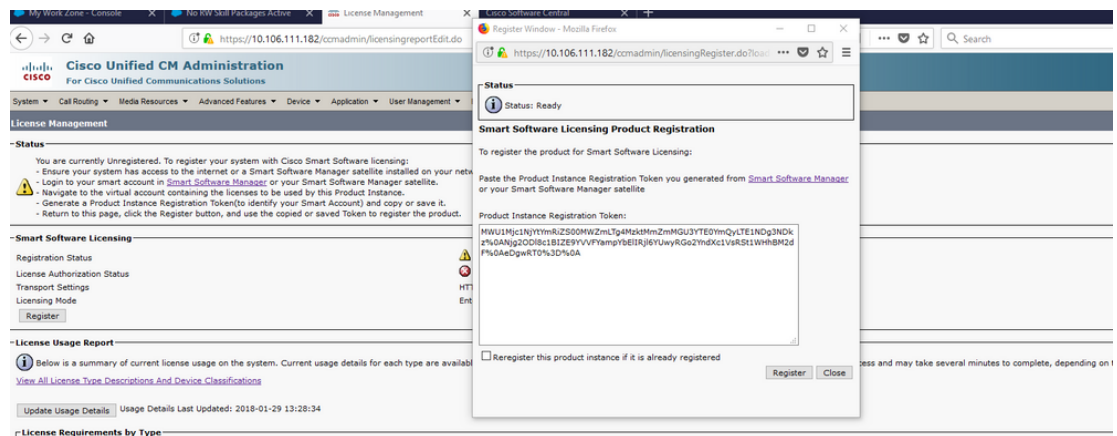 My Work Zone - Console
No RW Skill Packages Active
License Management
Cisco Software Central
https://10.106.111.182/ccmadmin/licensingreportEdit.do
Search
cisco
Cisco Unified CM Administration
For Cisco Unified Communications Solutions
System
Call Routing
Media Resources
Advanced Features
Device
Application
User Management
License Management
Status
You are currently Unregistered. To register your system with Cisco Smart Software licensing:
- Ensure your system has access to the internet or a Smart Software Manager satellite installed on your netw
- Login to your smart account in Smart Software Manager or your Smart Software Manager satellite.
- Navigate to the virtual account containing the licenses to be used by this Product Instance.
- Generate a Product Instance Registration Token(to identify your Smart Account) and copy or save it.
- Return to this page, click the Register button, and use the copied or saved Token to register the product.
Smart Software Licensing
Registration Status
License Authorization Status
Transport Settings
HTT
Licensing Mode
Ent
Register
License Usage Report
Below is a summary of current license usage on the system. Current usage details for each type are availabl
ess and may take several minutes to complete, depending on t
View All License Type Descriptions And Device Classifications
Update Usage Details
Usage Details Last Updated: 2018-01-29 13:28:34
License Requirements by Type
Register Window - Mozilla Firefox
https://10.106.111.182/ccmadmin/licensingRegister.do?load
Status
Status: Ready
Smart Software Licensing Product Registration
To register the product for Smart Software Licensing:
Paste the Product Instance Registration Token you generated from Smart Software Manager
or your Smart Software Manager satellite
Product Instance Registration Token:
Reregister this product instance if it is already registered
Register
Close